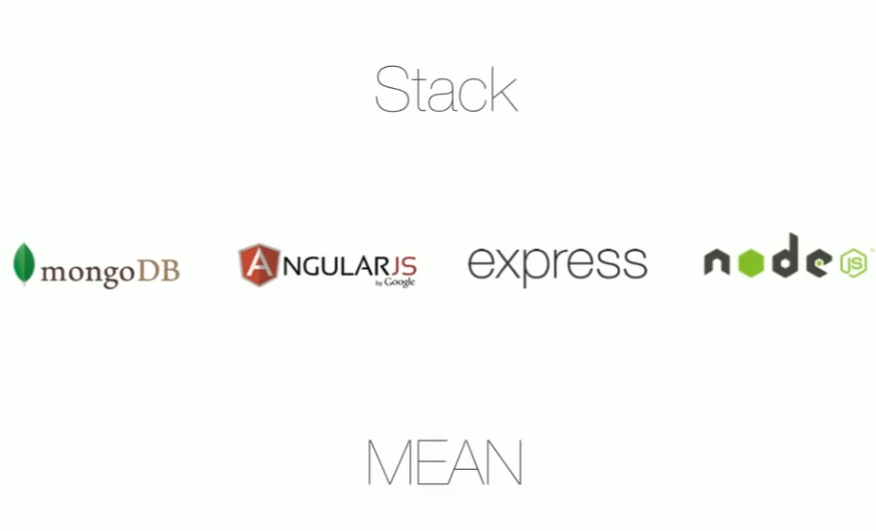 Stack
mongoDB ANGULARJS express node JS
by Google
MEAN